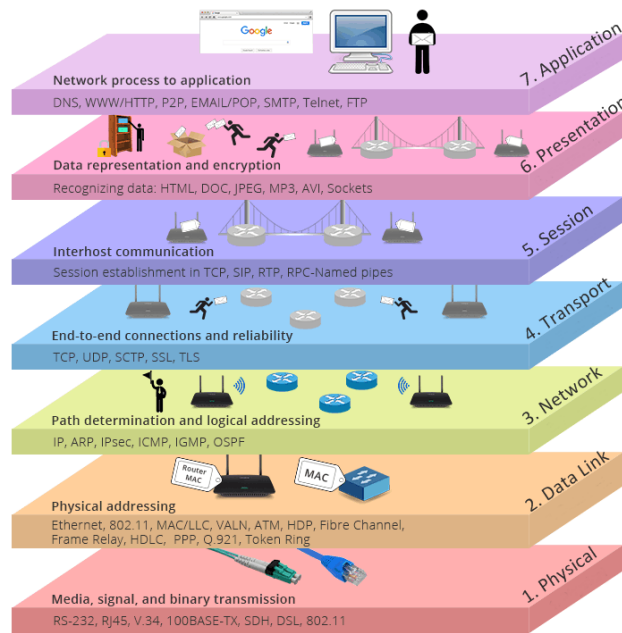 Google
7. Application
Network process to application
DNS, WWW/HTTP, P2P, EMAIL/POP, SMTP, Telnet, FTP
6. Presentation
Data representation and encryption
Recognizing data: HTML, DOC, JPEG, MP3, AVI, Sockets
5. Session
Interhost communication
Session establishment in TCP, SIP, RTP, RPC-Named pipes
4. Transport
End-to-end connections and reliability
TCP, UDP, SCTP, SSL, TLS
3. Network
Path determination and logical addressing
IP, ARP, IPsec, ICMP, IGMP, OSPF
Router
MAC
MAC
2. Data Link
Physical addressing
Ethernet, 802.11, MAC/LLC, VALN, ATM, HDP, Fibre Channel,
Frame Relay, HDLC, PPP, Q.921, Token Ring
1. Physical
Media, signal, and binary transmission
RS-232, RJ45, V.34, 100BASE-TX, SDH, DSL, 802.11